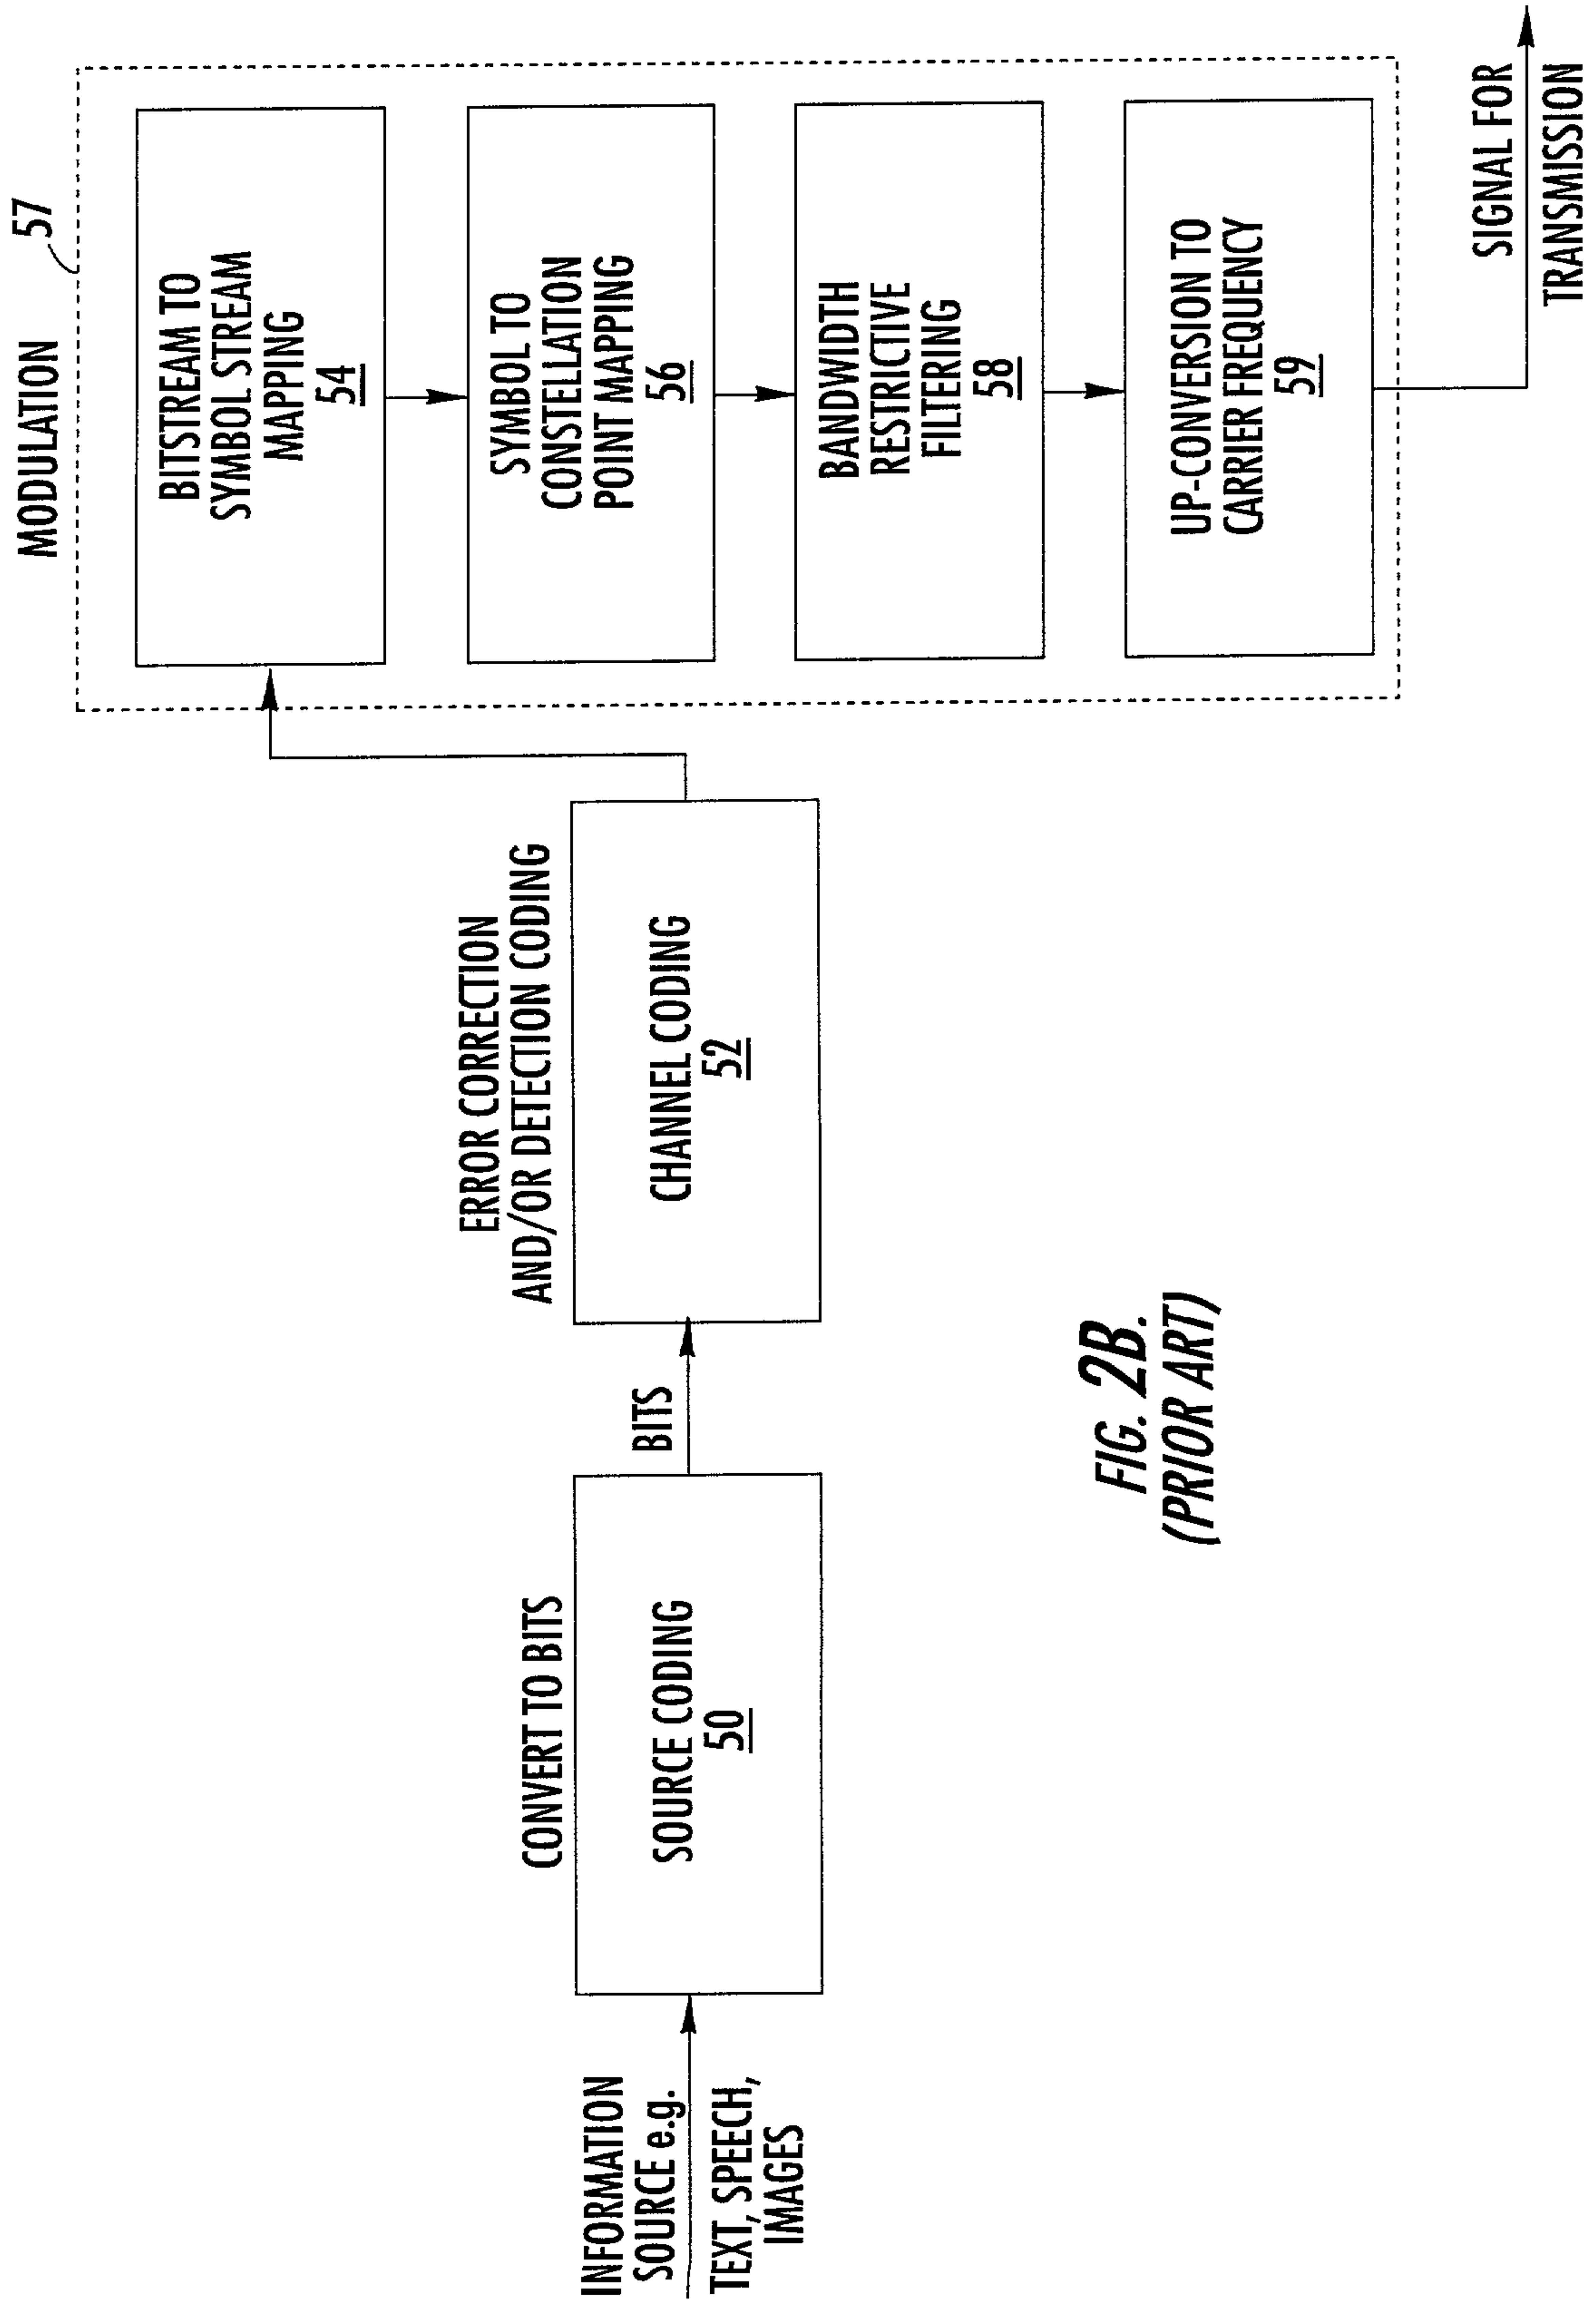 INFORMATION
SOURCE e.g.
TEXT, SPEECH,
IMAGES
CONVERT TO BITS
SOURCE CODING
50
BITS
ERROR CORRECTION
AND/OR DETECTION CODING
CHANNEL CODING
52
MODULATION
57
BITSTREAM TO
SYMBOL STREAM
MAPPING
54
SYMBOL TO
CONSTELLATION
POINT MAPPING
56
BANDWIDTH
RESTRICTIVE
FILTERING
58
UP-CONVERSION TO
CARRIER FREQUENCY
59
SIGNAL FOR
TRANSMISSION
FIG. 2B.
(PRIOR ART)